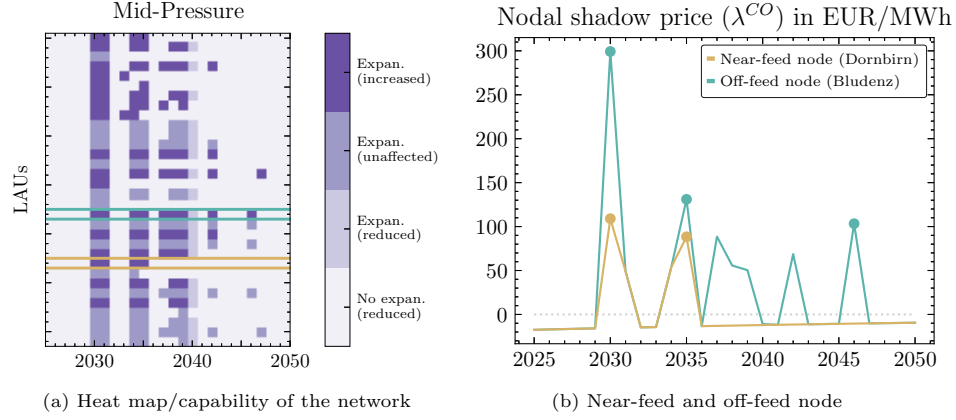 Mid-Pressure
LAUs
2030
2040
2050
Expan.
(increased)
Expan.
(unaffected)
Expan.
(reduced)
No expan.
(reduced)
(a) Heat map/capability of the network
Nodal shadow price (λ^CO) in EUR/MWh
300
250
200
150
100
50
0
2025
2030
2035
2040
2045
2050
Near-feed node (Dornbirn)
Off-feed node (Bludenz)
(b) Near-feed and off-feed node